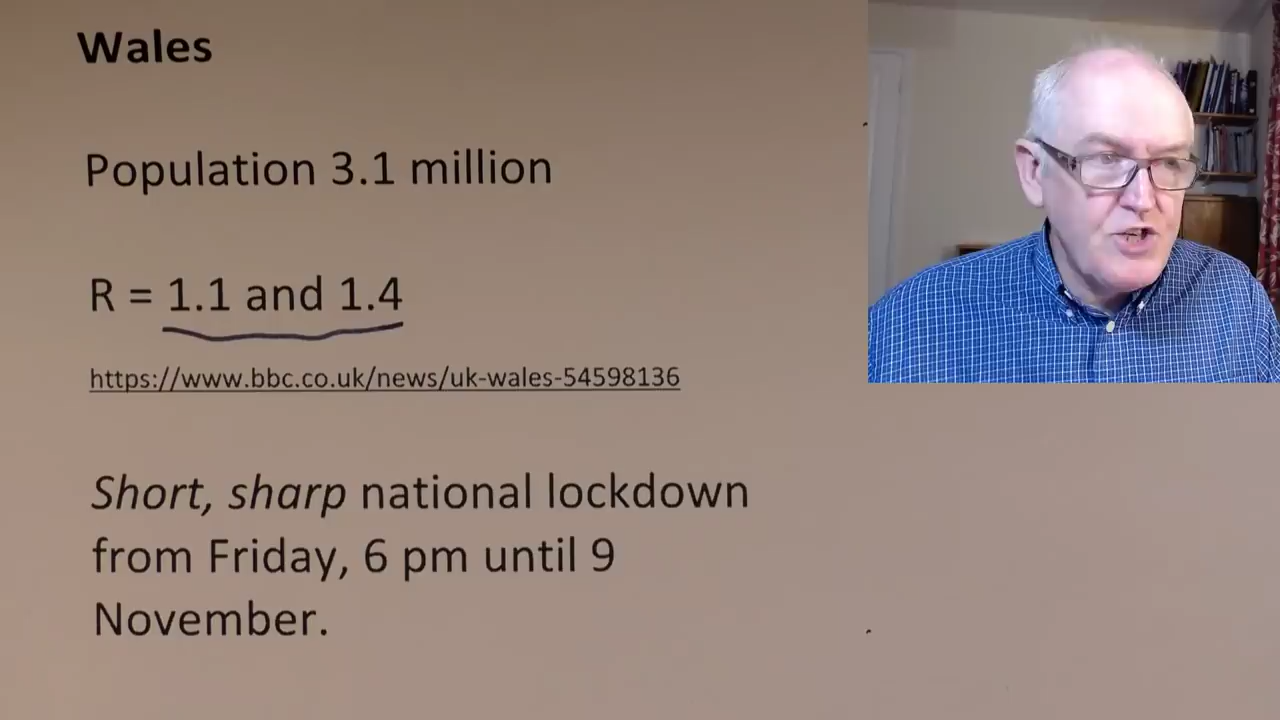 Wales
Population 3.1 million
R = 1.1 and 1.4
https://www.bbc.co.uk/news/uk-wales-54598136
Short, sharp national lockdown
from Friday, 6 pm until 9
November.